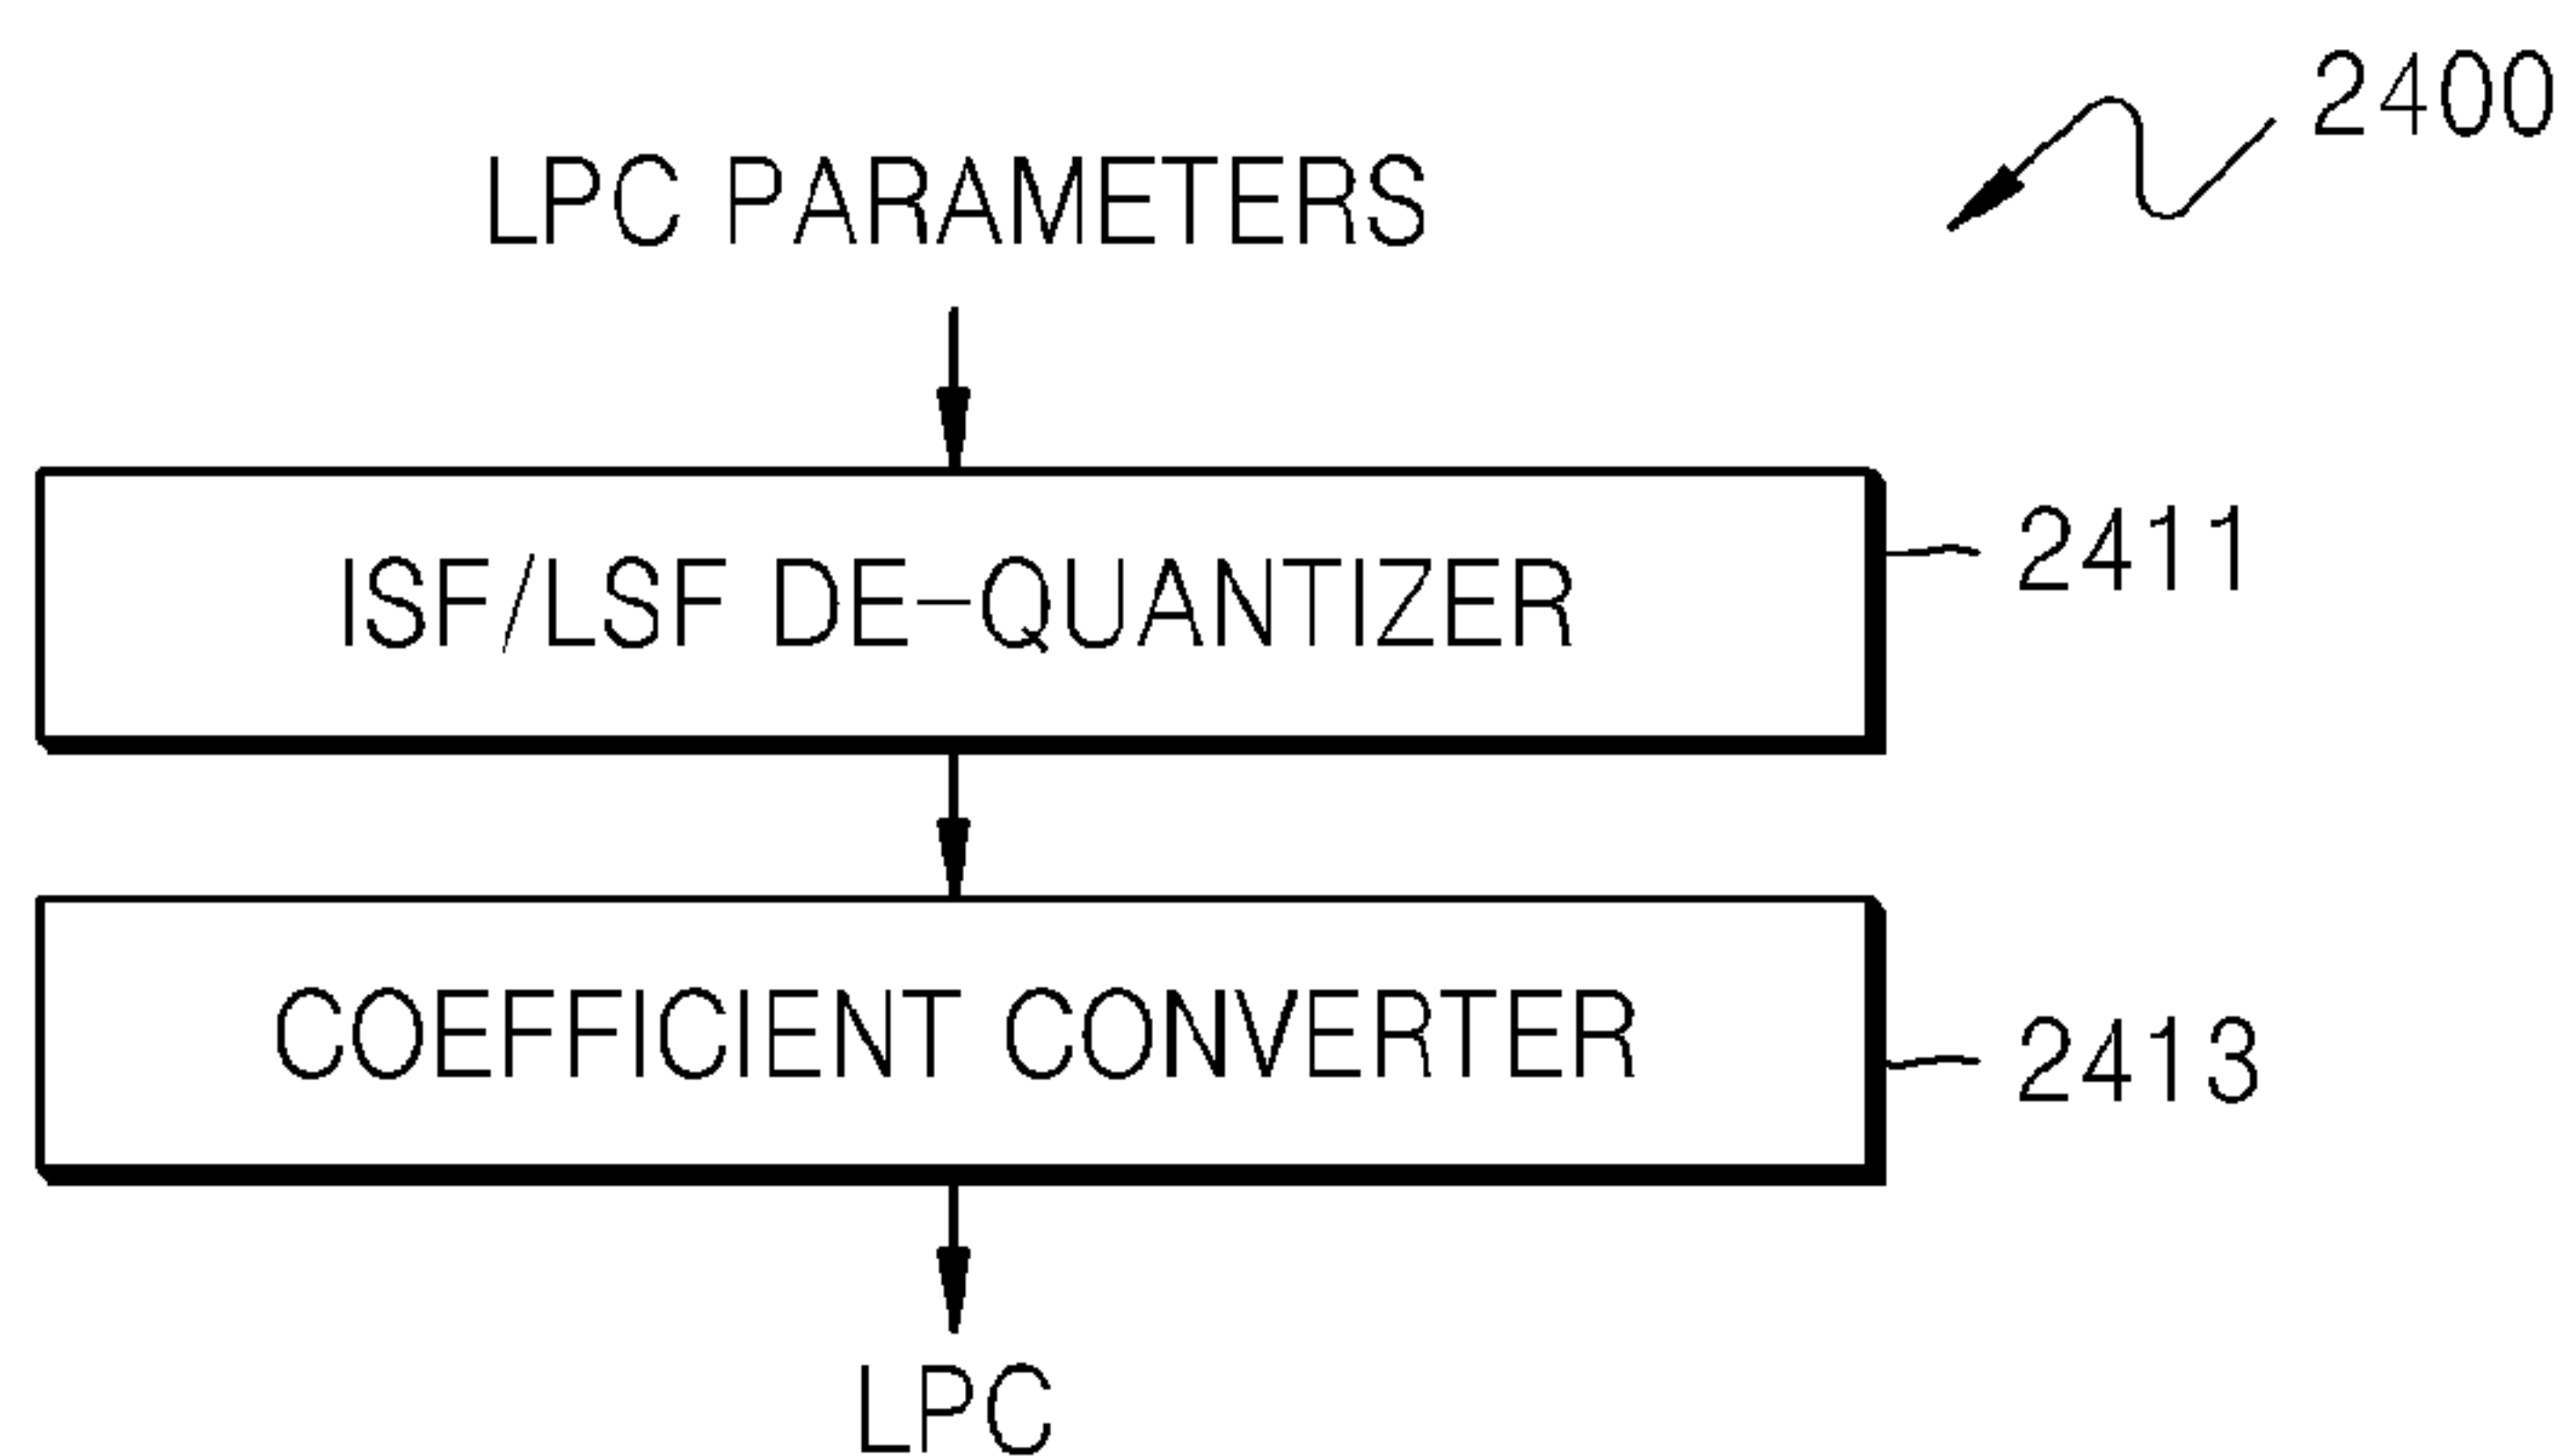 2400
LPC PARAMETERS
ISF/LSF DE-QUANTIZER
2411
COEFFICIENT CONVERTER
2413
LPC